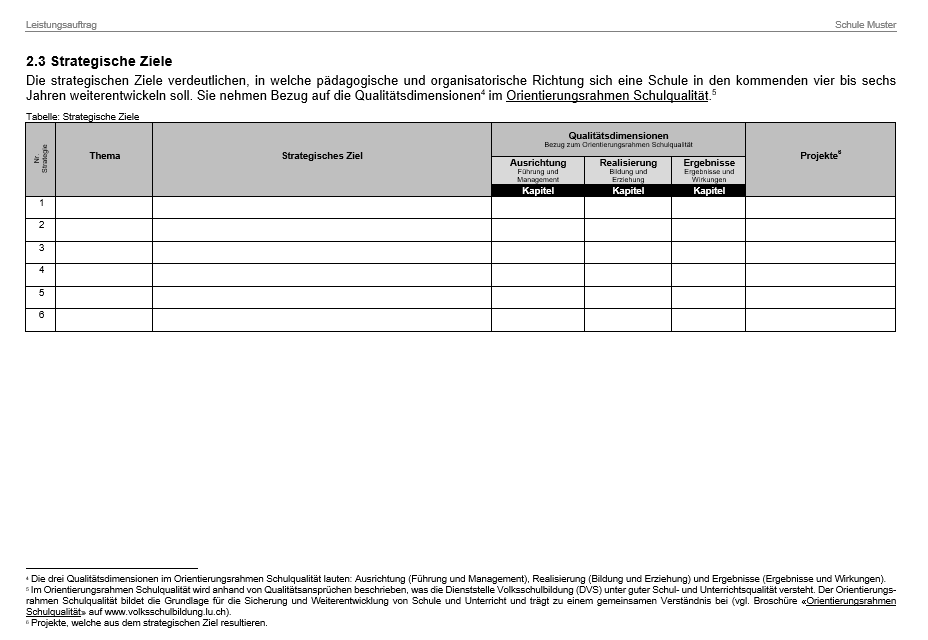 Leistungsauftrag Schule Muster
2.3 Strategische Ziele
Die strategischen Ziele verdeutlichen, in welche pädagogische und organisatorische Richtung sich eine Schule in den kommenden vier bis sechs
Jahren weiterentwickeln soll. Sie nehmen Bezug auf die Qualitätsdimensionen⁴ im Orientierungsrahmen Schulqualität.⁵
Tabelle: Strategische Ziele
Nr.
Strategie
Thema
Strategisches Ziel
Qualitätsdimensionen
Bezug zum Orientierungsrahmen Schulqualität
Ausrichtung
Führung und
Management
Kapitel
Realisierung
Bildung und
Erziehung
Kapitel
Ergebnisse
Ergebnisse und
Wirkungen
Kapitel
Projekte⁶
1
2
3
4
5
6
⁴ Die drei Qualitätsdimensionen im Orientierungsrahmen Schulqualität lauten: Ausrichtung (Führung und Management), Realisierung (Bildung und Erziehung) und Ergebnisse (Ergebnisse und Wirkungen).
⁵ Im Orientierungsrahmen Schulqualität wird anhand von Qualitätsansprüchen beschrieben, was die Dienststelle Volksschulbildung (DVS) unter guter Schul- und Unterrichtsqualität versteht. Der Orientierungs-
rahmen Schulqualität bildet die Grundlage für die Sicherung und Weiterentwicklung von Schule und Unterricht und trägt zu einem gemeinsamen Verständnis bei (vgl. Broschüre «Orientierungsrahmen
Schulqualität» auf www.volksschulbildung.lu.ch).
⁶ Projekte, welche aus dem strategischen Ziel resultieren.